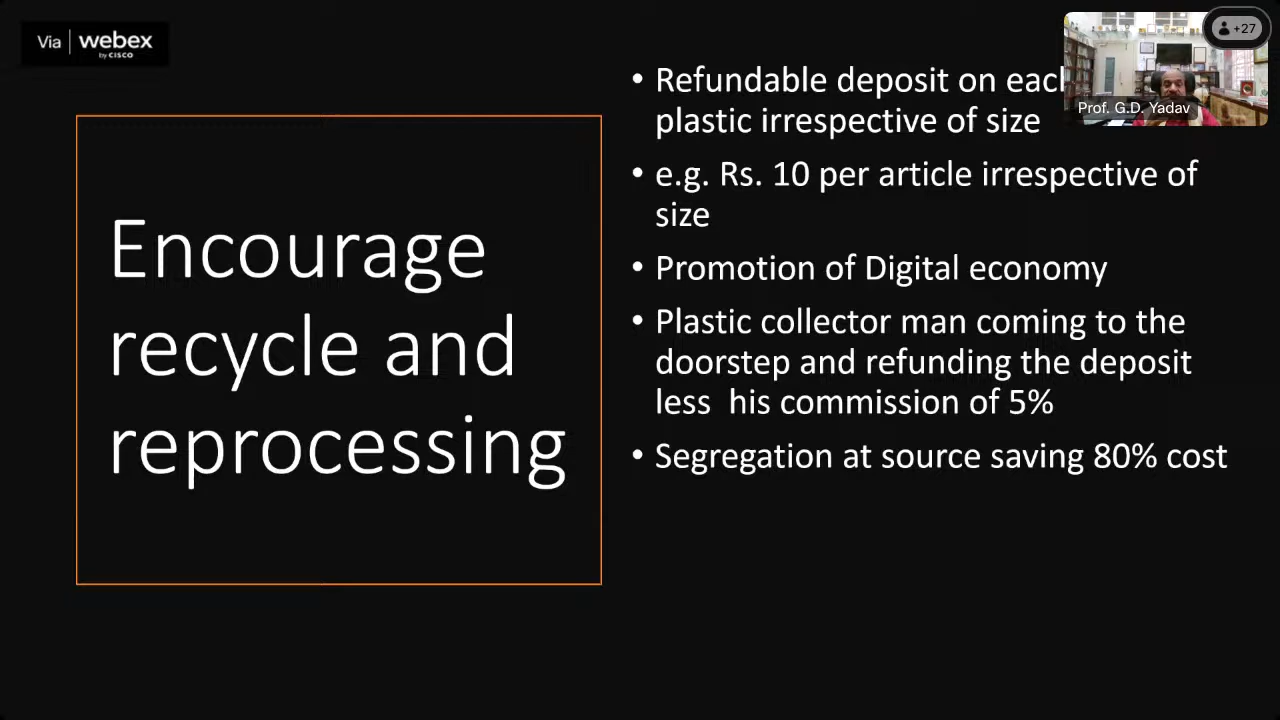 Via | webex
by CISCO
+27
Prof. G.D. Yadav
Encourage
recycle and
reprocessing
• Refundable deposit on each
plastic irrespective of size
• e.g. Rs. 10 per article irrespective of
size
• Promotion of Digital economy
• Plastic collector man coming to the
doorstep and refunding the deposit
less his commission of 5%
• Segregation at source saving 80% cost